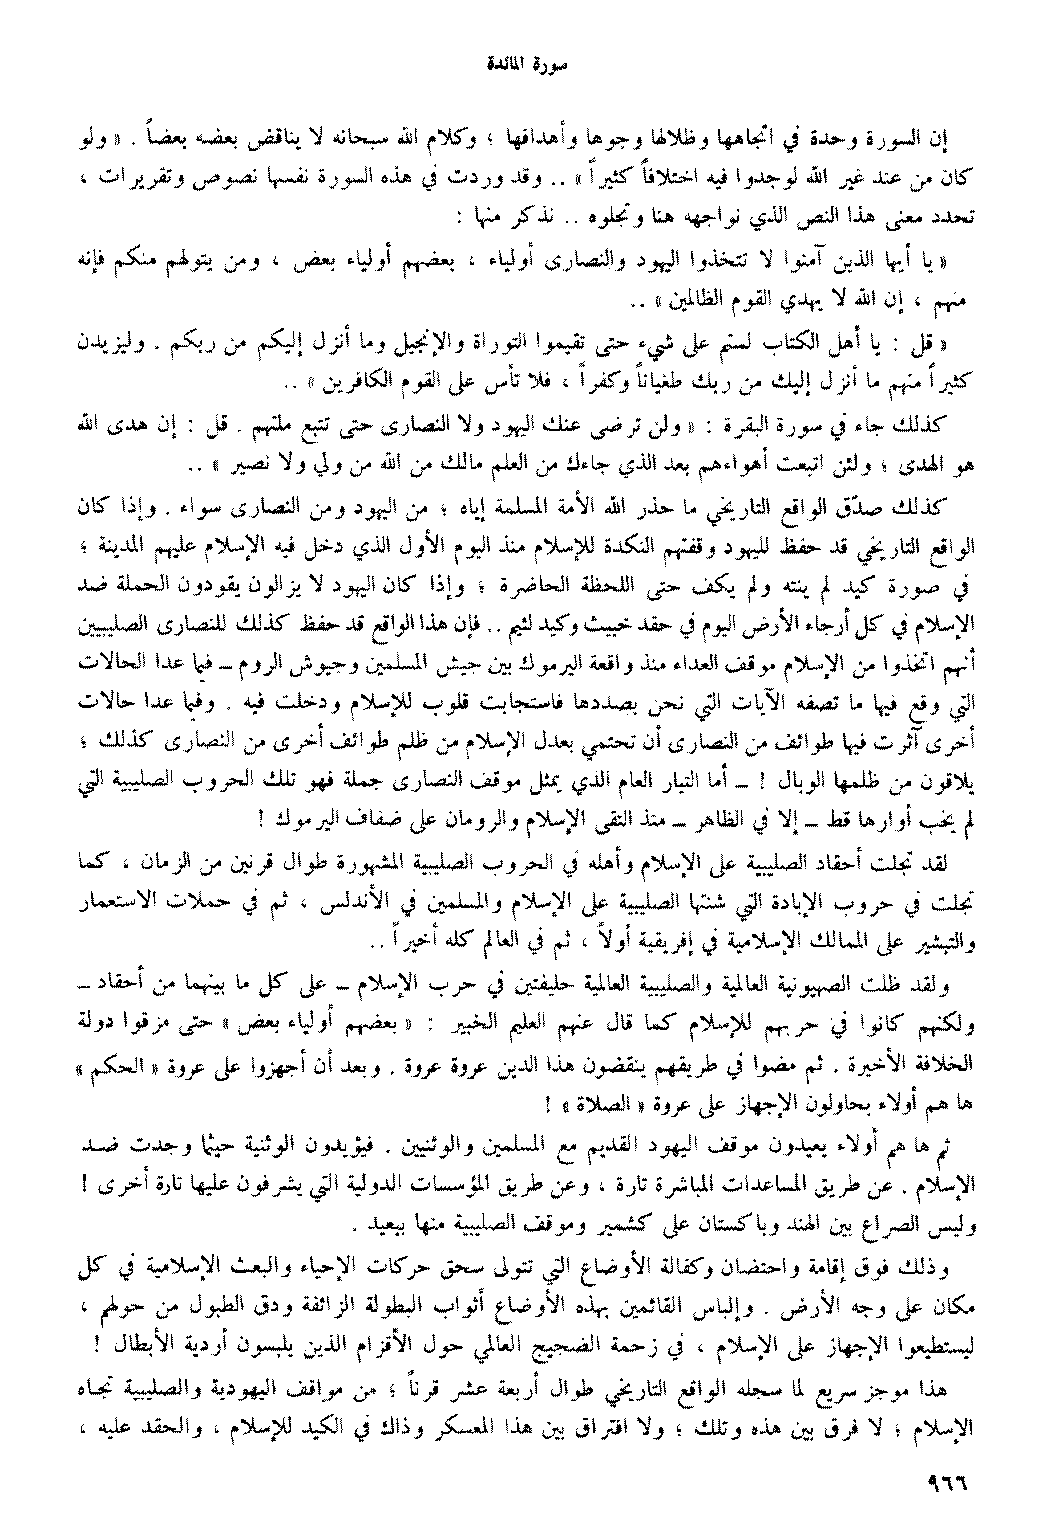 سورة المائدة
إن السورة وحدة في اتجاهها وظلالها وجوها وأهدافها ؛ وكلام الله سبحانه لا يناقض بعضه بعضاً . « ولو
كان من عند غير الله لوجدوا فيه اختلافاً كثيراً » .. وقد وردت في هذه السورة نفسها نصوص وتقريرات ،
تحدد معنى هذا النص الذي نواجهه هنا وتجلوه .. نذكر منها :
« يا أيها الذين آمنوا لا تتخذوا اليهود والنصارى أولياء ، بعضهم أولياء بعض ، ومن يتولهم منكم فإنه
منهم ، إن الله لا يهدي القوم الظالمين » ..
« قل : يا أهل الكتاب لستم على شيء حتى تقيموا التوراة والإنجيل وما أنزل إليكم من ربكم . وليزيدن
كثيراً منهم ما أنزل إليك من ربك طغياناً وكفراً ، فلا تأس على القوم الكافرين » ..
كذلك جاء في سورة البقرة : « ولن ترضى عنك اليهود ولا النصارى حتى تتبع ملتهم . قل : إن هدى الله
هو الهدى ؛ ولئن اتبعت أهواءهم بعد الذي جاءك من العلم مالك من الله من ولي ولا نصير » ..
كذلك صدّق الواقع التاريخي ما حذر الله الأمة المسلمة إياه ؛ من اليهود ومن النصارى سواء . وإذا كان
الواقع التاريخي قد حفظ لليهود وقفتهم النكدة للإسلام منذ اليوم الأول الذي دخل فيه الإسلام عليهم المدينة ؛
في صورة كيد لم ينته ولم يكف حتى اللحظة الحاضرة ؛ وإذا كان اليهود لا يزالون يقودون الحملة ضد
الإسلام في كل أرجاء الأرض اليوم في حقد خبيث وكيد لئيم .. فإن هذا الواقع قد حفظ كذلك للنصارى الصليبيين
أنهم اتخذوا من الإسلام موقف العداء منذ واقعة اليرموك بين جيش المسلمين وجيوش الروم – فيما عدا الحالات
التي وقع فيها ما تصفه الآيات التي نحن بصددها فاستجابت قلوب للإسلام ودخلت فيه . وفيما عدا حالات
أخرى آثرت فيها طوائف من النصارى أن تحتمي بعدل الإسلام من ظلم طوائف أخرى من النصارى كذلك ؛
يلاقون من ظلمها الوبال ! – أما التيار العام الذي يمثل موقف النصارى جملة فهو تلك الحروب الصليبية التي
لم يخب أوارها قط – إلا في الظاهر – منذ التقى الإسلام والرومان على ضفاف اليرموك !
لقد تجلت أحقاد الصليبية على الإسلام وأهله في الحروب الصليبية المشهورة طوال قرنين من الزمان ، كما
تجلت في حروب الإبادة التي شنتها الصليبية على الإسلام والمسلمين في الأندلس ، ثم في حملات الاستعمار
والتبشير على الممالك الإسلامية في إفريقية أولاً ، ثم في العالم كله أخيراً ..
ولقد ظلت الصهيونية العالمية والصليبية العالمية حليفتين في حرب الإسلام – على كل ما بينهما من أحقاد –
ولكنهم كانوا في حربهم للإسلام كما قال عنهم العليم الخبير : « بعضهم أولياء بعض » حتى مزقوا دولة
الخلافة الأخيرة . ثم مضوا في طريقهم ينقضون هذا الدين عروة عروة . وبعد أن أجهزوا على عروة « الحكم »
ها هم أولاء يحاولون الإجهاز على عروة « الصلاة » !
ثم ها هم أولاء يعيدون موقف اليهود القديم مع المسلمين والوثنيين . فيؤيدون الوثنية حيثما وجدت ضد
الإسلام . عن طريق المساعدات المباشرة تارة ، وعن طريق المؤسسات الدولية التي يشرفون عليها تارة أخرى !
وليس الصراع بين الهند وباكستان على كشمير وموقف الصليبية منها ببعيد .
وذلك فوق إقامة واحتضان وكفالة الأوضاع التي تتولى سحق حركات الإحياء والبعث الإسلامية في كل
مكان على وجه الأرض . وإلباس القائمين بهذه الأوضاع أثواب البطولة الزائفة ودق الطبول من حولهم ،
ليستطيعوا الإجهاز على الإسلام ، في زحمة الضجيج العالمي حول الأقزام الذين يلبسون أردية الأبطال !
هذا موجز سريع لما سجله الواقع التاريخي طوال أربعة عشر قرناً ؛ من مواقف اليهودية والصليبية تجاه
الإسلام ؛ لا فرق بين هذه وتلك ؛ ولا افتراق بين هذا المعسكر وذاك في الكيد للإسلام ، والحقد عليه ،
٩٦٦